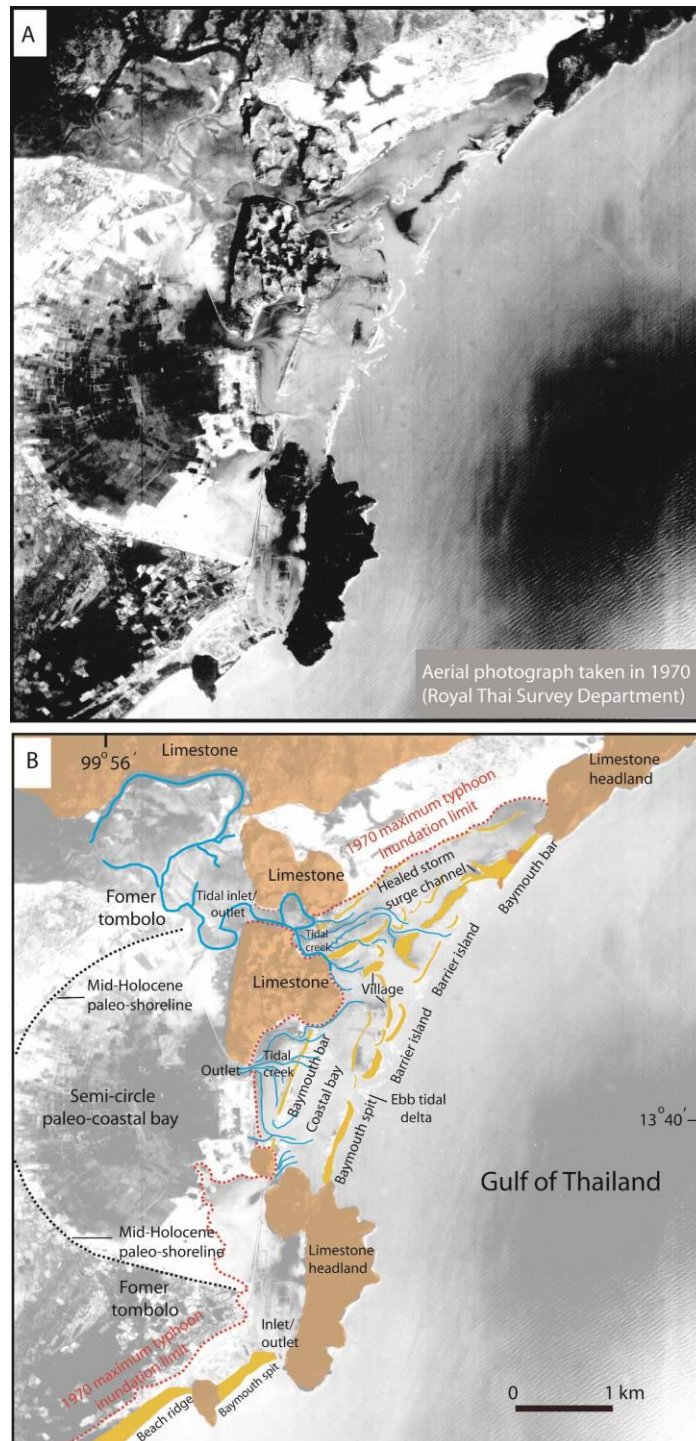 A
Aerial photograph taken in 1970
(Royal Thai Survey Department)
B
99° 56′
Limestone
Limestone
headland
1970 maximum typhoon
inundation limit
Limestone
Healed storm
surge channel
Baymouth bar
Fomer
tombolo
Tidal inlet/
outlet
Tidal
creek
Barrier island
Mid-Holocene
paleo-shoreline
Limestone
Village
Barrier island
Outlet
Tidal
creek
Baymouth bar
Coastal bay
Semi-circle
paleo-coastal bay
Baymouth spit
Ebb tidal
delta
13° 40′
Gulf of Thailand
Mid-Holocene
paleo-shoreline
Limestone
headland
Fomer
tombolo
1970 maximum typhoon
inundation limit
Inlet/
outlet
Beach ridge
Baymouth spit
0 1 km